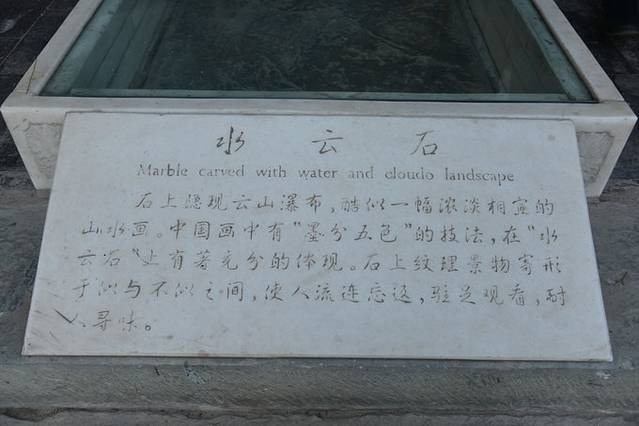 水云石
Marble carved with water and cloudo landscape
石上隐现云山瀑布，酷似一幅浓淡相宜的
山水画。中国画中有“墨分五色”的技法，在“水
云石”上有著充分的体现。石上纹理景物寄形
于似与不似之间，使人流连忘返，驻足观看，耐
人寻味。